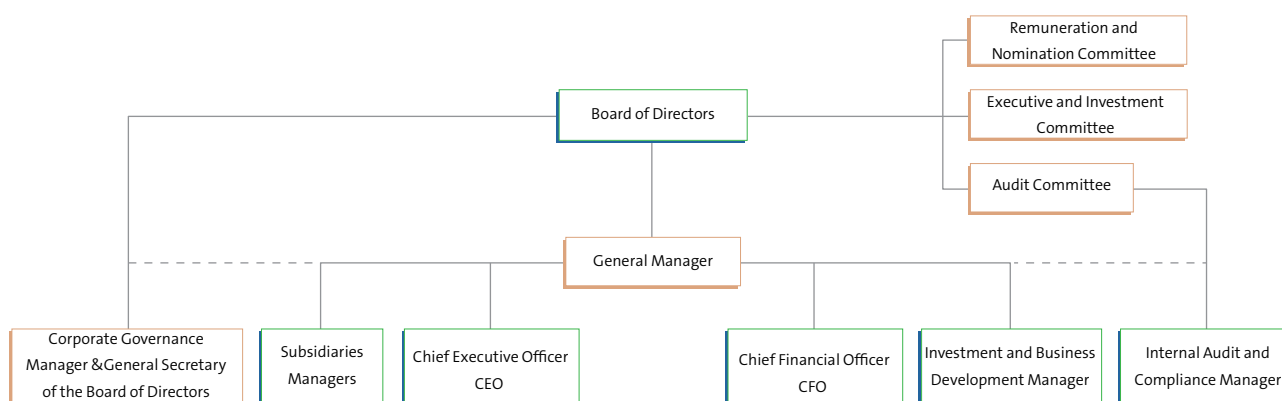 Remuneration and
Nomination Committee
Board of Directors
Executive and Investment
Committee
Audit Committee
General Manager
Corporate Governance
Manager &General Secretary
of the Board of Directors
Subsidiaries
Managers
Chief Executive Officer
CEO
Chief Financial Officer
CFO
Investment and Business
Development Manager
Internal Audit and
Compliance Manager